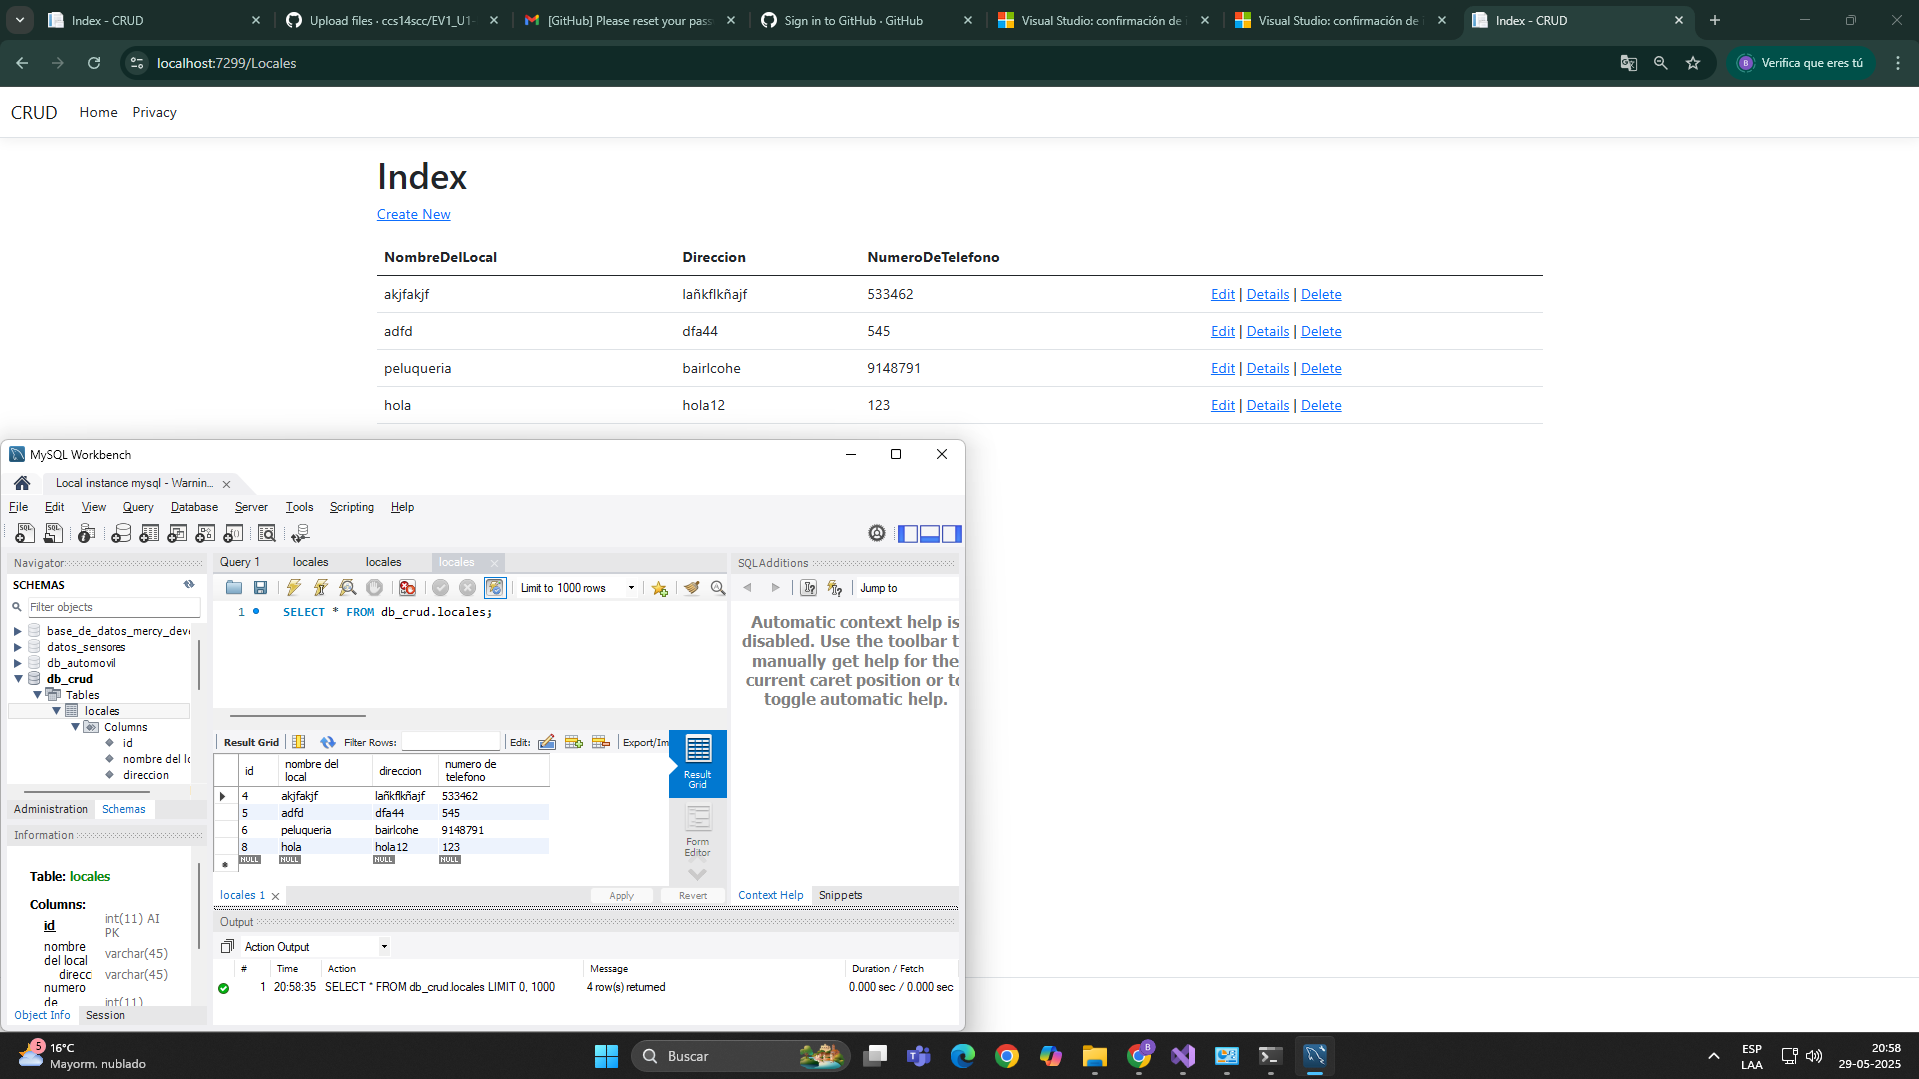 Index - CRUD
Upload files · ccs14scc/EV1_U1-
[GitHub] Please reset your pass
Sign in to GitHub · GitHub
Visual Studio: confirmación de
Visual Studio: confirmación de
Index - CRUD
localhost:7299/Locales
B
Verifica que eres tú
CRUD
Home
Privacy
Index
Create New
NombreDelLocal Direccion NumeroDeTelefono
akjfakjf lañkflkñajf 533462 Edit | Details | Delete
adfd dfa44 545 Edit | Details | Delete
peluqueria bairlcohe 9148791 Edit | Details | Delete
hola hola12 123 Edit | Details | Delete
MySQL Workbench
Local instance mysql - Warnin...
File Edit View Query Database Server Tools Scripting Help
Navigator
SCHEMAS
Filter objects
base_de_datos_mercy_deve
datos_sensores
db_automovil
db_crud
Tables
locales
Columns
id
nombre del lo
direccion
Administration Schemas
Information
Table: locales
Columns:
id int(11) AI PK
nombre del local varchar(45)
direcc varchar(45)
numero de int(11)
Object Info Session
Query 1 locales locales locales
Limit to 1000 rows
1 SELECT * FROM db_crud.locales;
Result Grid Filter Rows: Edit: Export/Im
id nombre del local direccion numero de telefono
4 akjfakjf lañkflkñajf 533462
5 adfd dfa44 545
6 peluqueria bairlcohe 9148791
8 hola hola12 123
NULL NULL NULL NULL
Result Grid
Form Editor
locales 1 Apply Revert
SQLAdditions
Jump to
Automatic context help is
disabled. Use the toolbar t
manually get help for the
current caret position or to
toggle automatic help.
Context Help Snippets
Output
Action Output
# Time Action Message Duration / Fetch
1 20:58:35 SELECT * FROM db_crud.locales LIMIT 0, 1000 4 row(s) returned 0.000 sec / 0.000 sec
5
16°C
Mayorm. nublado
Buscar
B
ESP
LAA
20:58
29-05-2025